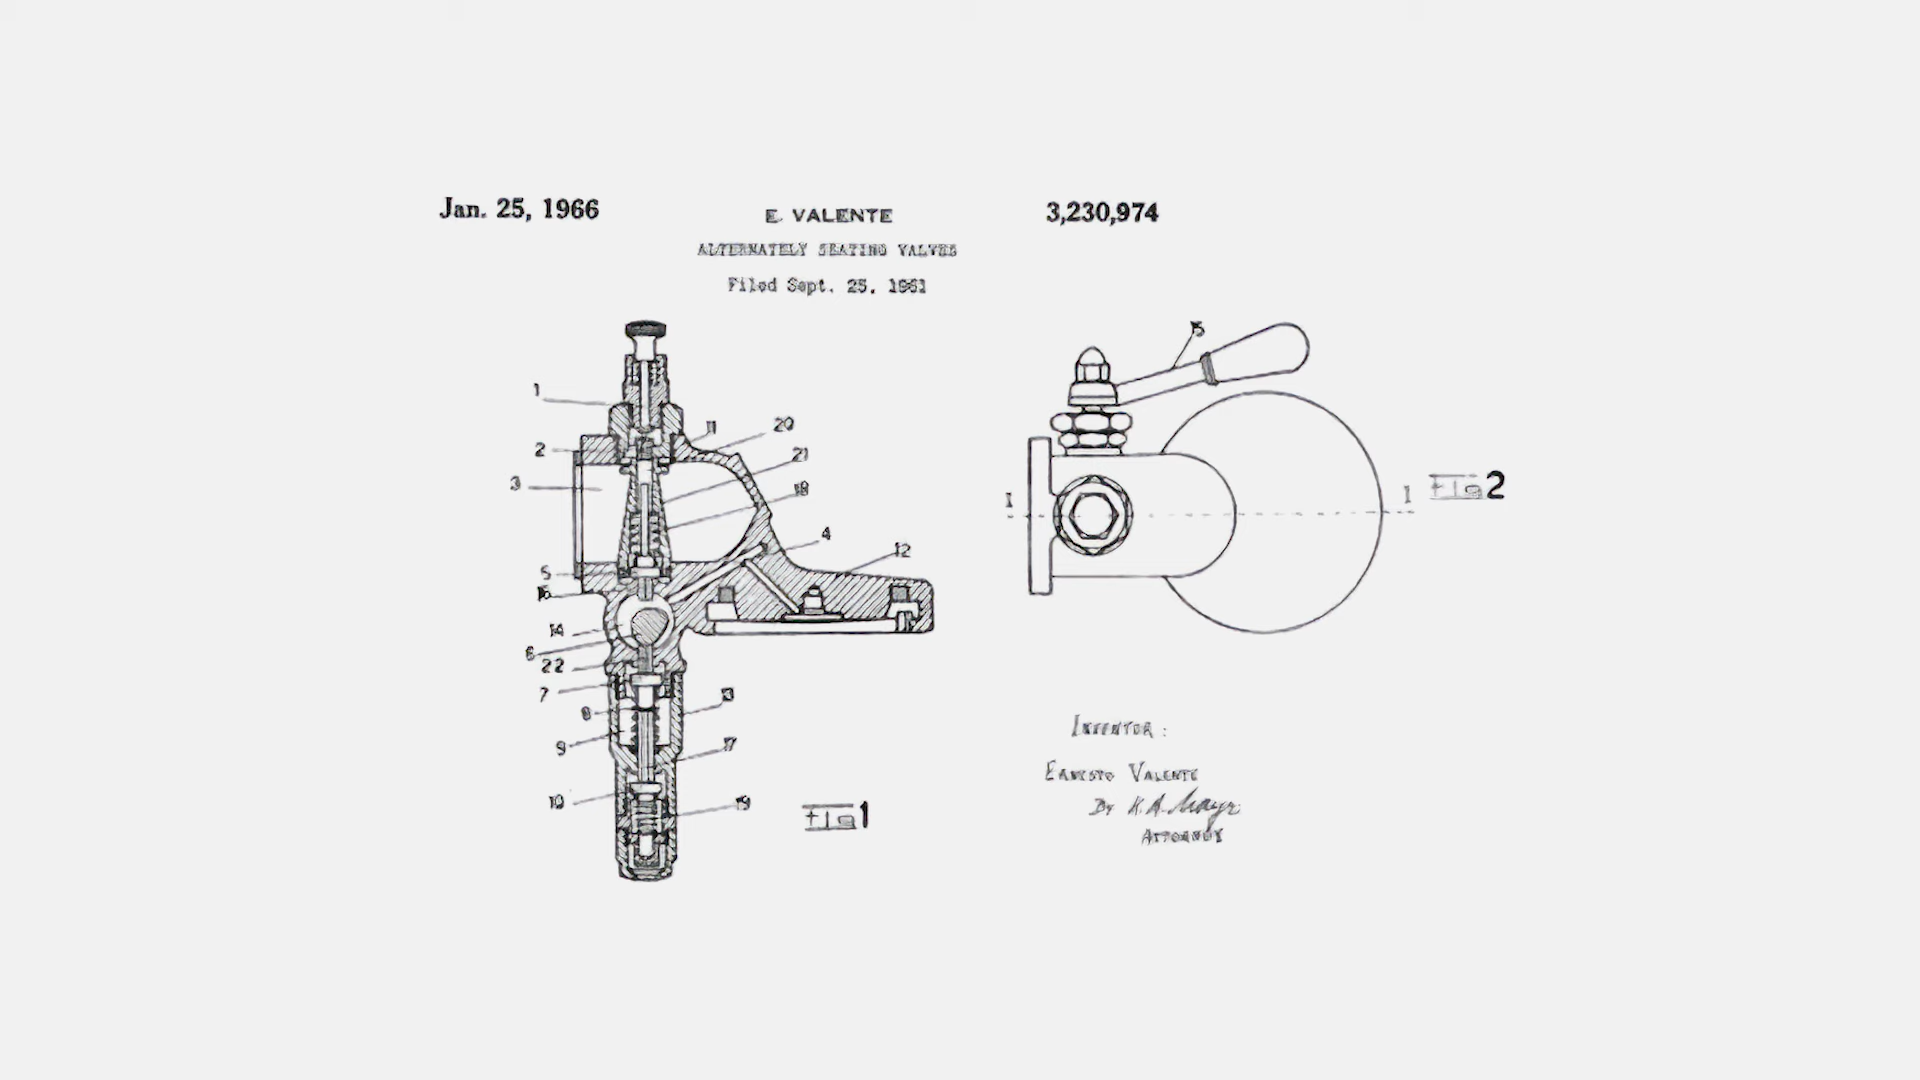 Jan. 25, 1966
E. VALENTE
3,230,974
ALTERNATELY SEATING VALVES
Filed Sept. 25, 1961
1
2
3
5
16
14
6
22
7
8
9
10
11
20
21
18
4
12
13
17
19
Fig 1
15
1
1
Fig 2
INVENTOR:
ERNESTO VALENTE
By K. A. Mayr
ATTORNEY